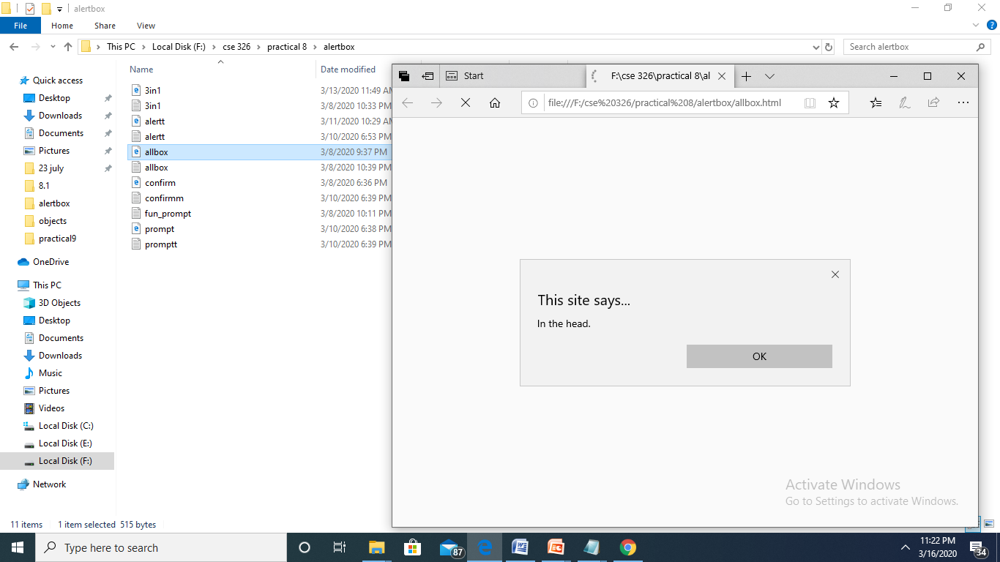 alertbox
File Home Share View
This PC Local Disk (F:) cse 326 practical 8 alertbox
Search alertbox
Name Date modified
Quick access
Desktop
Downloads
Documents
Pictures
23 july
8.1
alertbox
objects
practical9
OneDrive
This PC
3D Objects
Desktop
Documents
Downloads
Music
Pictures
Videos
Local Disk (C:)
Local Disk (E:)
Local Disk (F:)
Network
3in1 3/13/2020 11:49 AM
3in1 3/8/2020 10:33 PM
alertt 3/11/2020 10:29 AM
alertt 3/10/2020 6:53 PM
allbox 3/8/2020 9:37 PM
allbox 3/8/2020 10:39 PM
confirm 3/8/2020 6:36 PM
confirmm 3/10/2020 6:39 PM
fun_prompt 3/8/2020 10:11 PM
prompt 3/10/2020 6:38 PM
promptt 3/10/2020 6:39 PM
Start F:\cse 326\practical 8\al
file:///F:/cse%20326/practical%208/alertbox/allbox.html
This site says...
In the head.
OK
Activate Windows
Go to Settings to activate Windows.
11 items 1 item selected 515 bytes
Type here to search
87
11:22 PM
3/16/2020
34